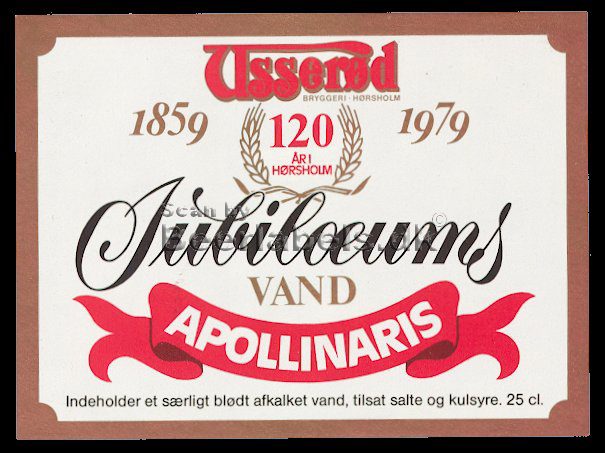 Usserød
BRYGGERI · HØRSHOLM
1859 1979
120
ÅR I
HØRSHOLM
Scan by
Jubilæums
©
Beerlabels.dk
VAND
APOLLINARIS
Indeholder et særligt blødt afkalket vand, tilsat salte og kulsyre. 25 cl.